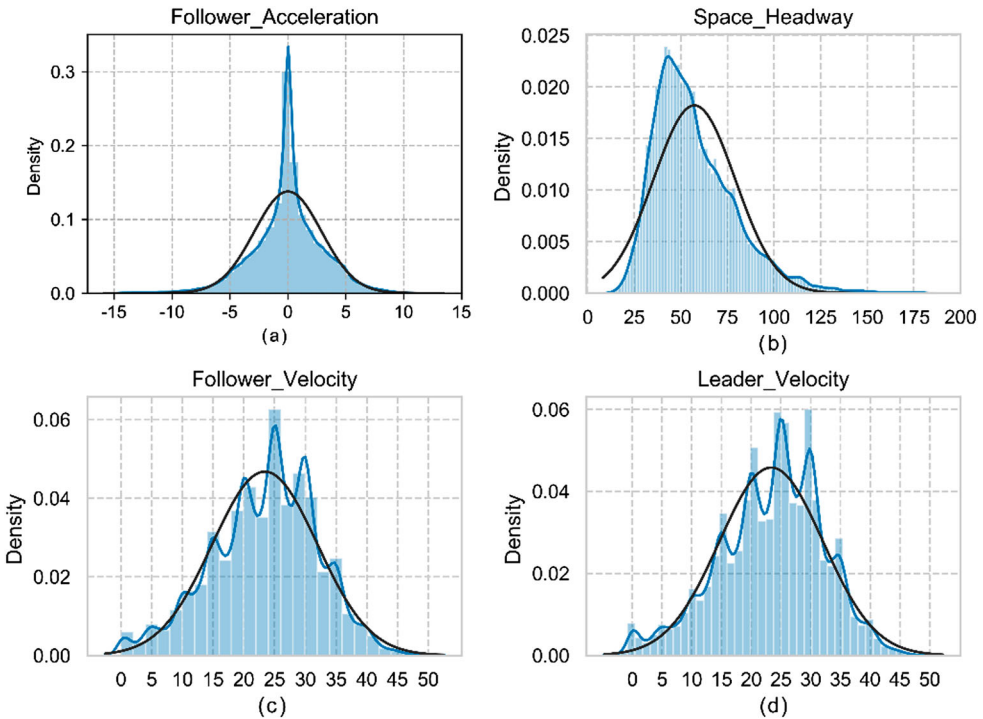 Follower_Acceleration
Density
0.3
0.2
0.1
0.0
-15 -10 -5 0 5 10 15
(a)
Space_Headway
Density
0.025
0.020
0.015
0.010
0.005
0.000
0 25 50 75 100 125 150 175 200
(b)
Follower_Velocity
Density
0.06
0.04
0.02
0.00
0 5 10 15 20 25 30 35 40 45 50
(c)
Leader_Velocity
Density
0.06
0.04
0.02
0.00
0 5 10 15 20 25 30 35 40 45 50
(d)